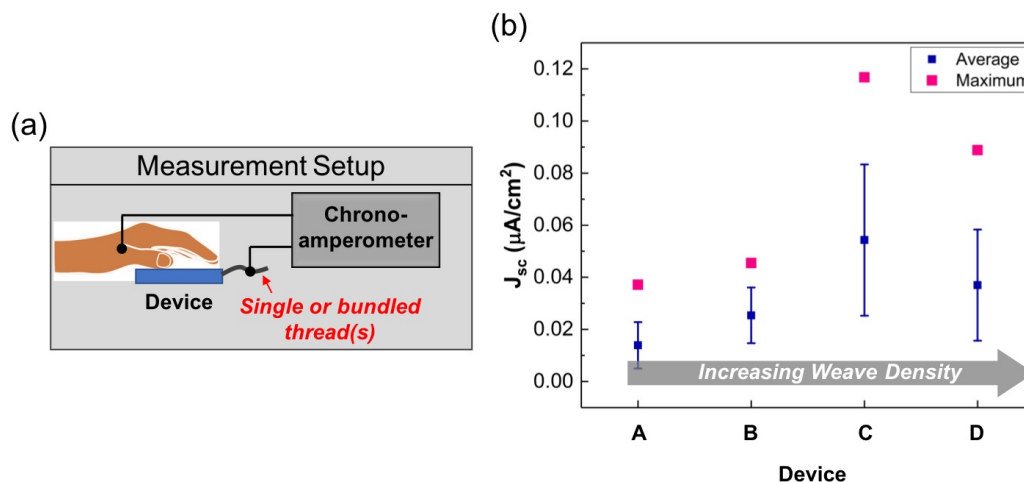 (a)
Measurement Setup
Chrono-
amperometer
Device
Single or bundled
thread(s)
(b)
Average
Maximum
0.12
0.10
0.08
0.06
0.04
0.02
0.00
Jsc (μA/cm²)
Increasing Weave Density
A B C D
Device